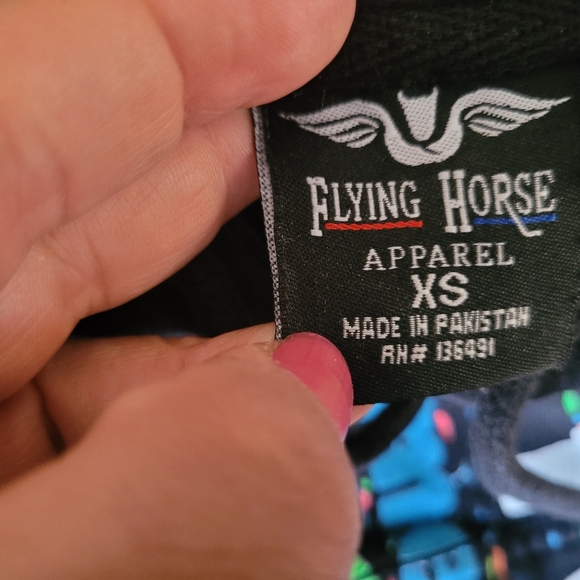 FLYING HORSE
APPAREL
XS
MADE IN PAKISTAN
RN# 136491